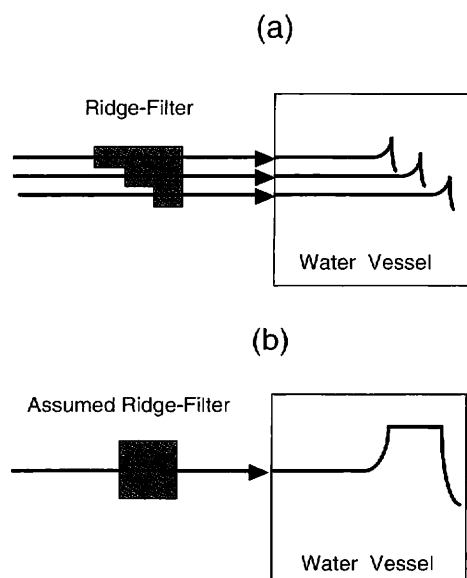 (a)
Ridge-Filter
Water Vessel
(b)
Assumed Ridge-Filter
Water Vessel